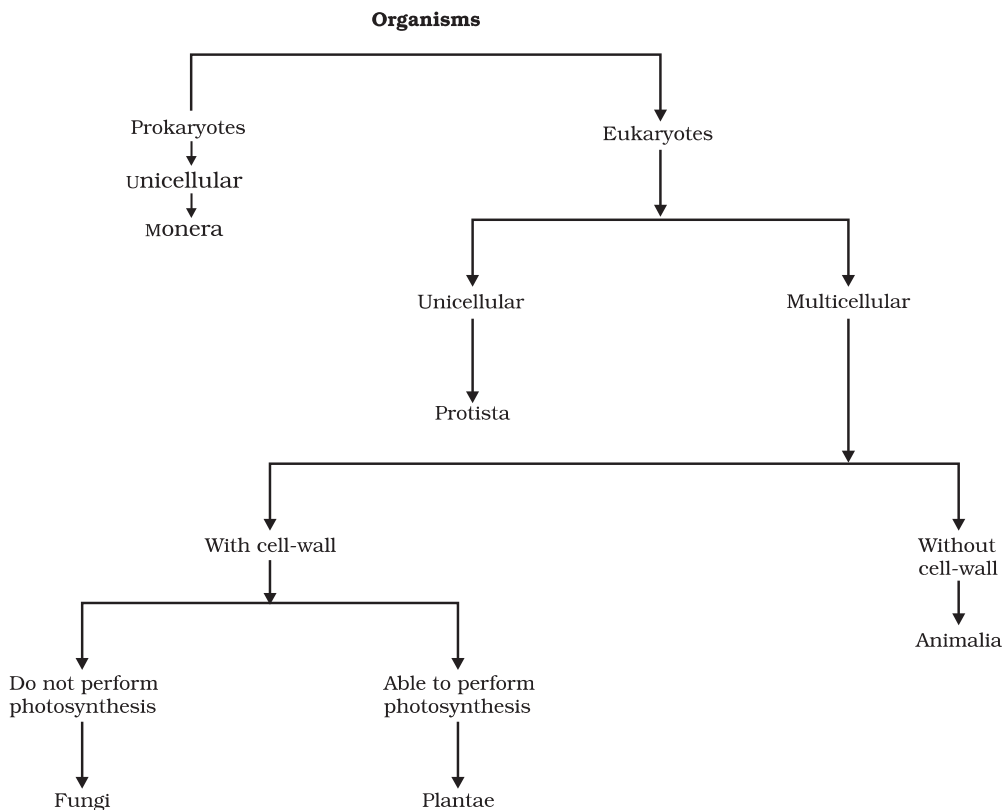 Organisms
Prokaryotes
Eukaryotes
Unicellular
Monera
Unicellular
Multicellular
Protista
With cell-wall
Without
cell-wall
Animalia
Do not perform
photosynthesis
Able to perform
photosynthesis
Fungi
Plantae